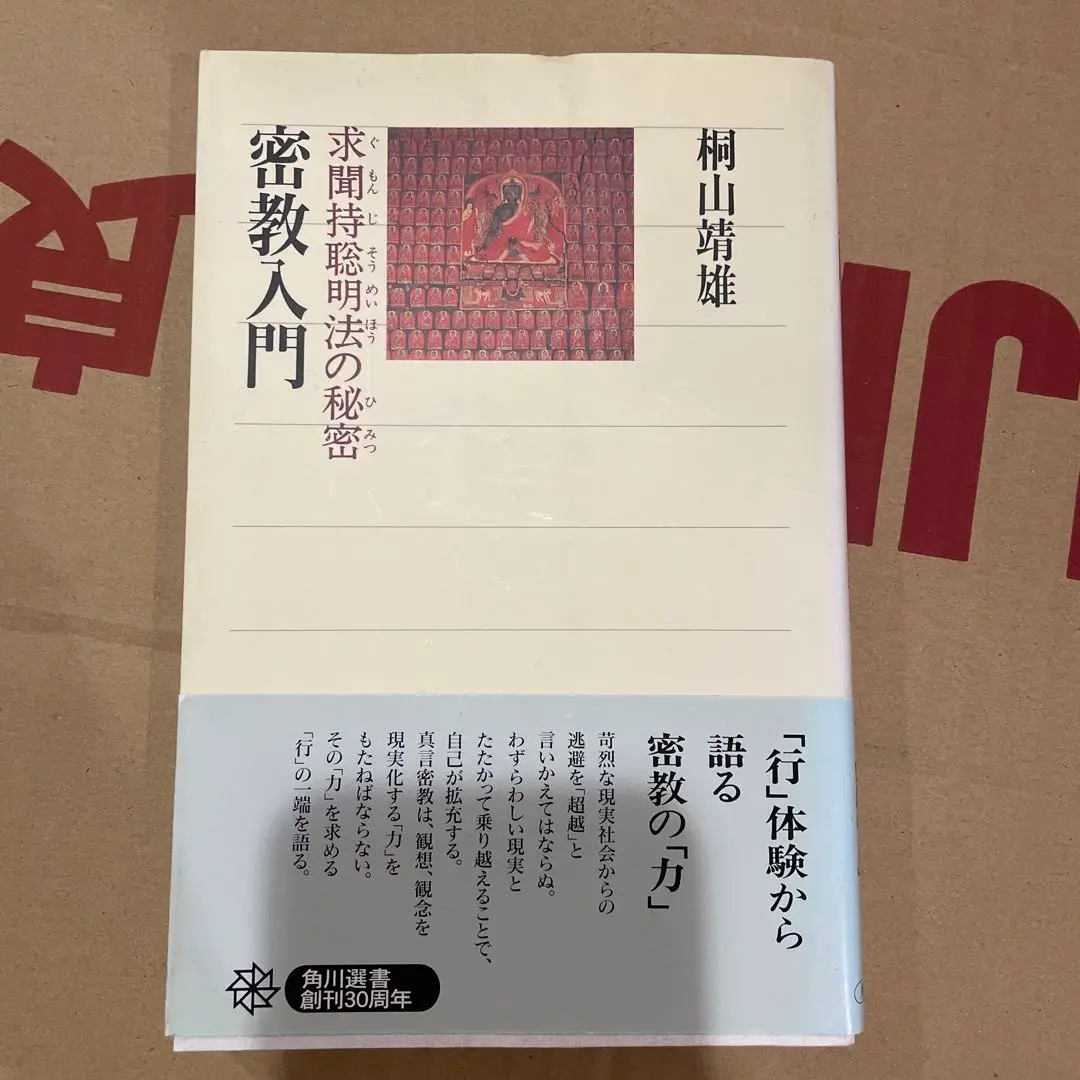 桐山靖雄
求聞持聡明法の秘密
ぐもんじそうめいほう
ひみつ
密教入門
「行」体験から
語る
密教の「力」
苛烈な現実社会からの
逃避を「超越」と
言いかえてはならぬ。
わずらわしい現実と
たたかって乗り越えることで、
自己が拡充する。
真言密教は、観想、観念を
現実化する「力」を
もたねばならない。
その「力」を求める
「行」の一端を語る。
角川選書
創刊30周年